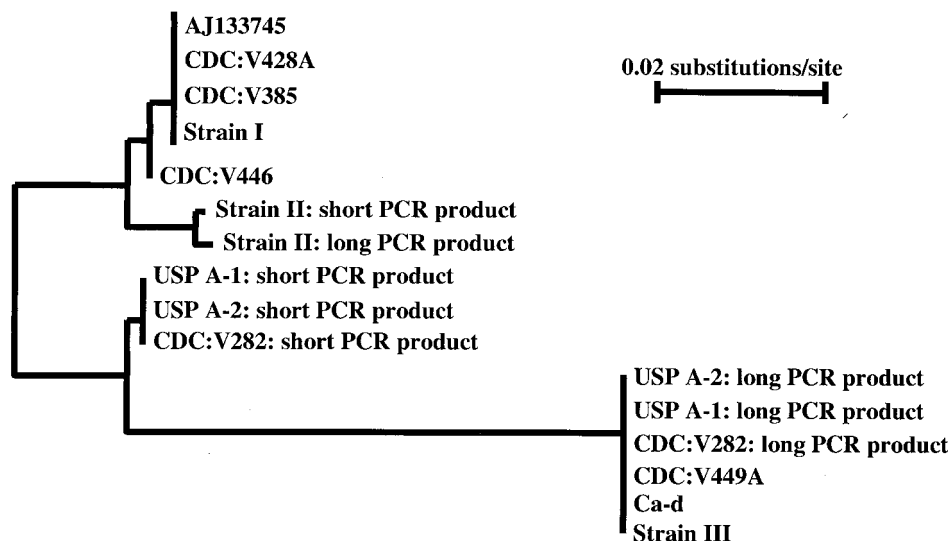 AJ133745
CDC:V428A
0.02 substitutions/site
CDC:V385
Strain I
CDC:V446
Strain II: short PCR product
Strain II: long PCR product
USP A-1: short PCR product
USP A-2: short PCR product
CDC:V282: short PCR product
USP A-2: long PCR product
USP A-1: long PCR product
CDC:V282: long PCR product
CDC:V449A
Ca-d
Strain III